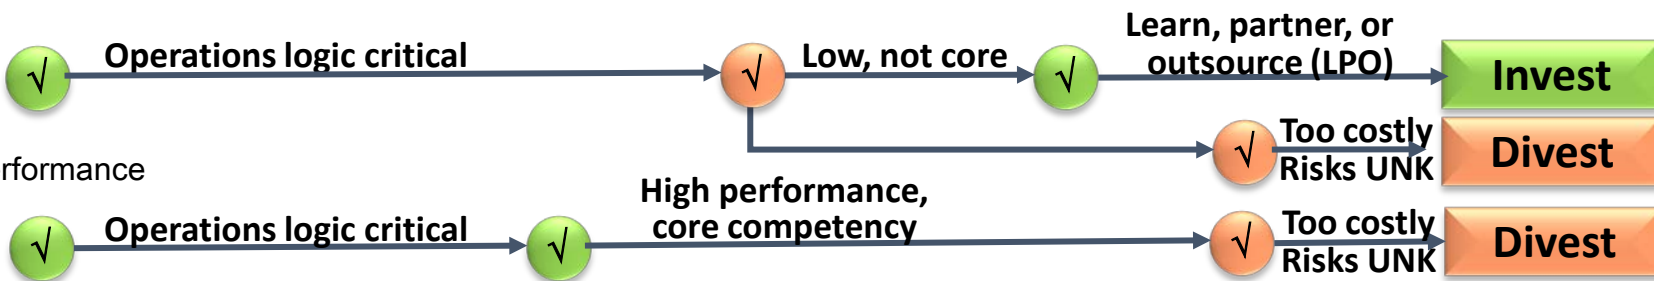 √ Operations logic critical √ Low, not core √ Learn, partner, or
outsource (LPO) Invest
√ Too costly
Risks UNK Divest
rformance
√ Operations logic critical √ High performance,
core competency √ Too costly
Risks UNK Divest